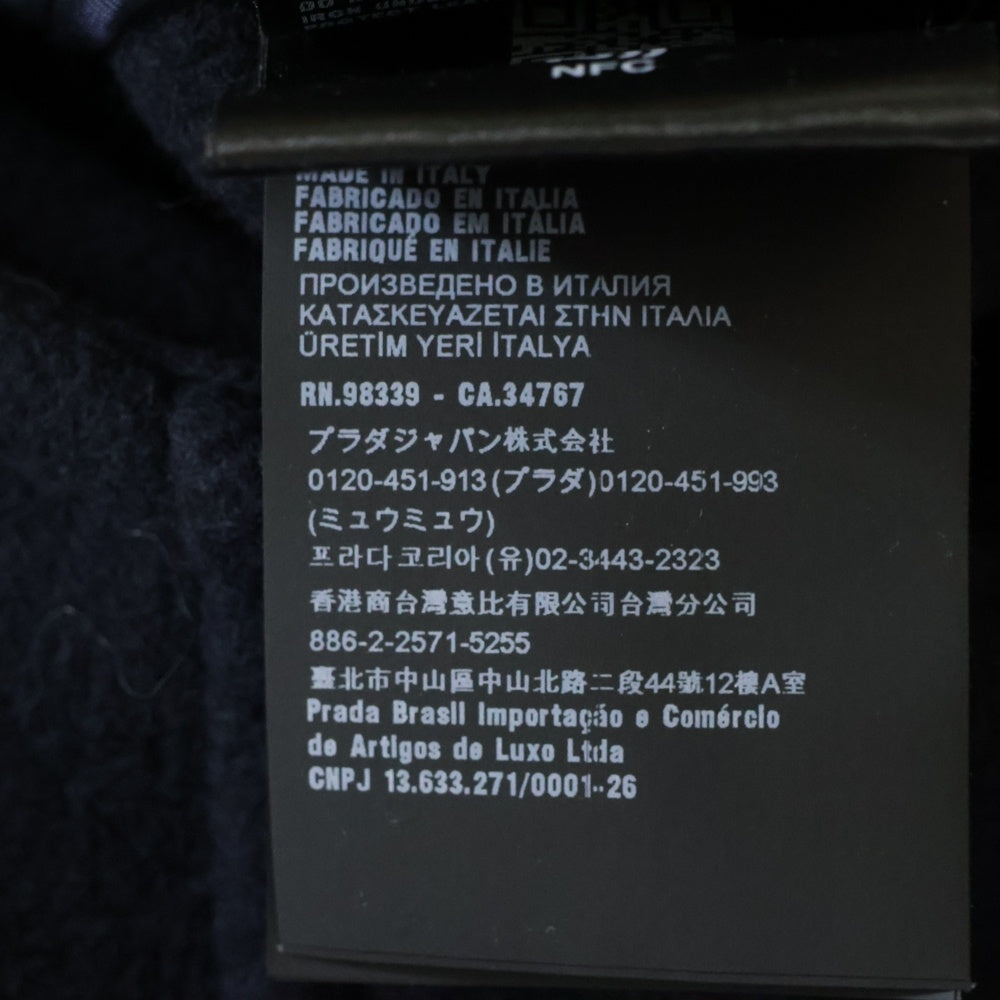 NFC
MADE IN ITALY
FABRICADO EN ITALIA
FABRICADO EM ITÁLIA
FABRIQUÉ EN ITALIE
ПРОИЗВЕДЕНО В ИТАЛИЯ
ΚΑΤΑΣΚΕΥΑΖΕΤΑΙ ΣΤΗΝ ΙΤΑΛΙΑ
ÜRETİM YERİ İTALYA
RN.98339 - CA.34767
プラダジャパン株式会社
0120-451-913(プラダ)0120-451-993
(ミュウミュウ)
프라다코리아(유)02-3443-2323
香港商台灣意比有限公司台灣分公司
886-2-2571-5255
臺北市中山區中山北路二段44號12樓A室
Prada Brasil Importação e Comércio
de Artigos de Luxo Ltda
CNPJ 13.633.271/0001-26